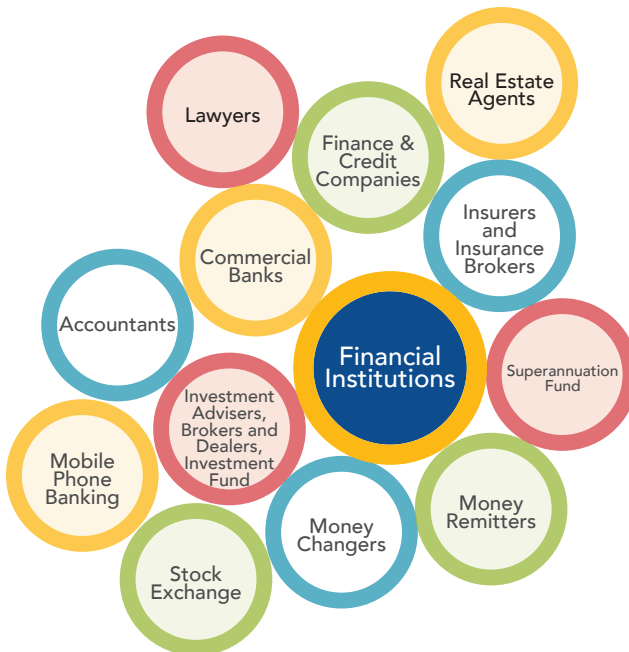 Real Estate
Agents
Lawyers
Finance &
Credit
Companies
Insurers
and
Insurance
Brokers
Commercial
Banks
Accountants
Financial
Institutions
Superannuation
Fund
Investment
Advisers,
Brokers and
Dealers,
Investment
Fund
Mobile
Phone
Banking
Money
Remitters
Money
Changers
Stock
Exchange